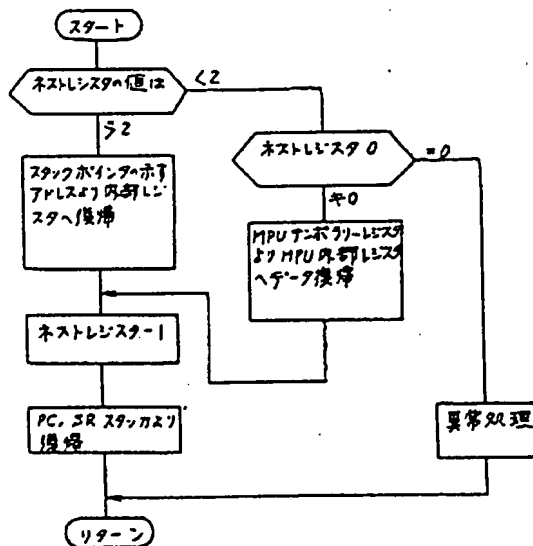 スタート
ネストレジスタの値は
<2
≧2
スタックポインタの示す
アドレスより内部レジ
スタへ復帰
ネストレジスタ0
=0
≠0
MPUテンポラリーレジスタ
よりMPU内部レジスタ
へデータ復帰
ネストレジスタ-1
PC, SR スタックより
復帰
異常処理
リターン